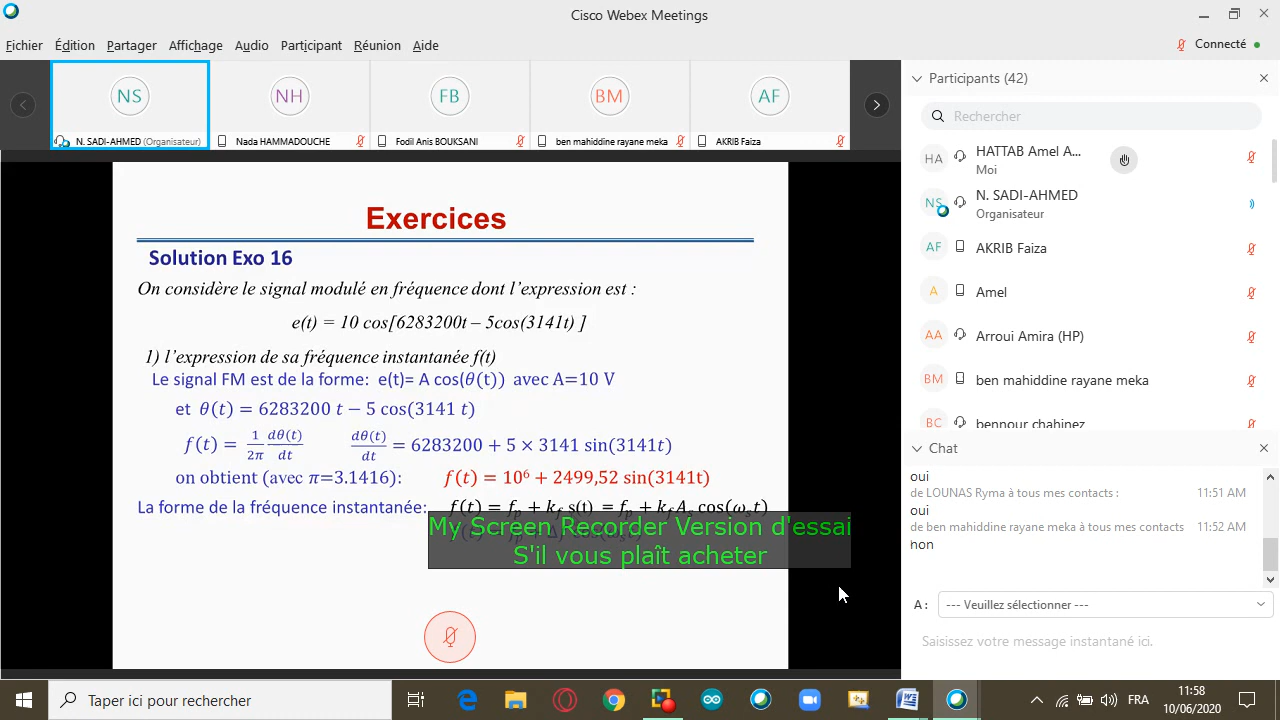 Cisco Webex Meetings
Fichier Édition Partager Affichage Audio Participant Réunion Aide
Connecté
NS NH FB BM AF
N. SADI-AHMED (Organisateur) Nada HAMMADOUCHE Fodil Anis BOUKSANI ben mahiddine rayane meka AKRIB Faiza
Exercices
Solution Exo 16
On considère le signal modulé en fréquence dont l'expression est :
e(t) = 10 cos[6283200t – 5cos(3141t) ]
1) l'expression de sa fréquence instantanée f(t)
Le signal FM est de la forme: e(t)= A cos(θ(t)) avec A=10 V
et θ(t) = 6283200 t − 5 cos(3141 t)
f(t) = 1/2π dθ(t)/dt dθ(t)/dt = 6283200 + 5 × 3141 sin(3141t)
on obtient (avec π=3.1416): f(t) = 10⁶ + 2499,52 sin(3141t)
La forme de la fréquence instantanée: f(t) = fₚ + k_f s(t) = fₚ + k_f Aₛ cos(ωₛt)
My Screen Recorder Version d'essai
S'il vous plaît acheter
Participants (42)
Rechercher
HA HATTAB Amel A...
Moi
NS N. SADI-AHMED
Organisateur
AF AKRIB Faiza
A Amel
AA Arroui Amira (HP)
BM ben mahiddine rayane meka
BC bennour chahinez
Chat
oui
de LOUNAS Ryma à tous mes contacts : 11:51 AM
oui
de ben mahiddine rayane meka à tous mes contacts 11:52 AM
non
A : --- Veuillez sélectionner ---
Saisissez votre message instantané ici.
Taper ici pour rechercher
FRA
11:58
10/06/2020